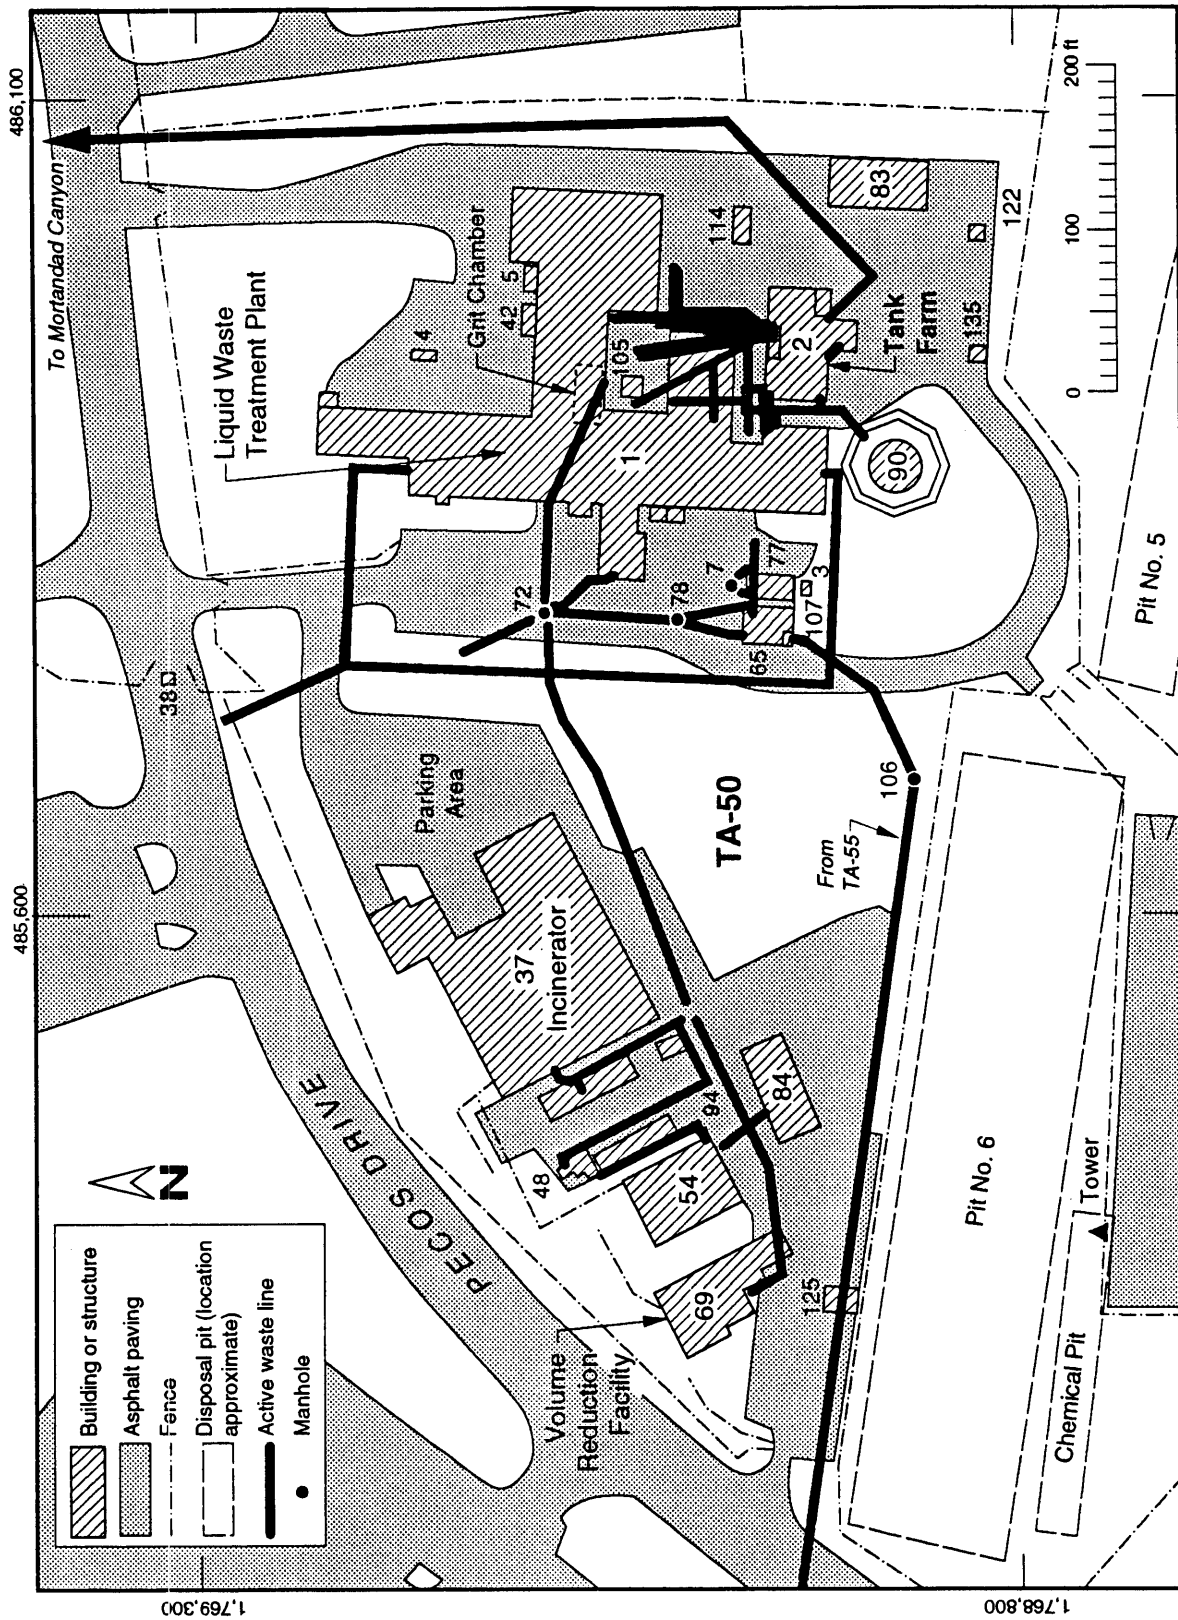 485,600
486,100
1,769,300
1,768,800
Building or structure
Asphalt paving
Fence
Disposal pit (location
approximate)
Active waste line
Manhole
N
PECOS DRIVE
To Mortandad Canyon
38
Liquid Waste
Treatment Plant
4
Grit Chamber
42
5
Parking
Area
37
Incinerator
72
1
105
114
48
54
94
84
78
7
77
65
107
3
2
Tank
Farm
83
90
135
122
Volume
Reduction
Facility
69
TA-50
From
TA-55
106
125
Pit No. 6
Pit No. 5
Chemical Pit
Tower
0
100
200 ft